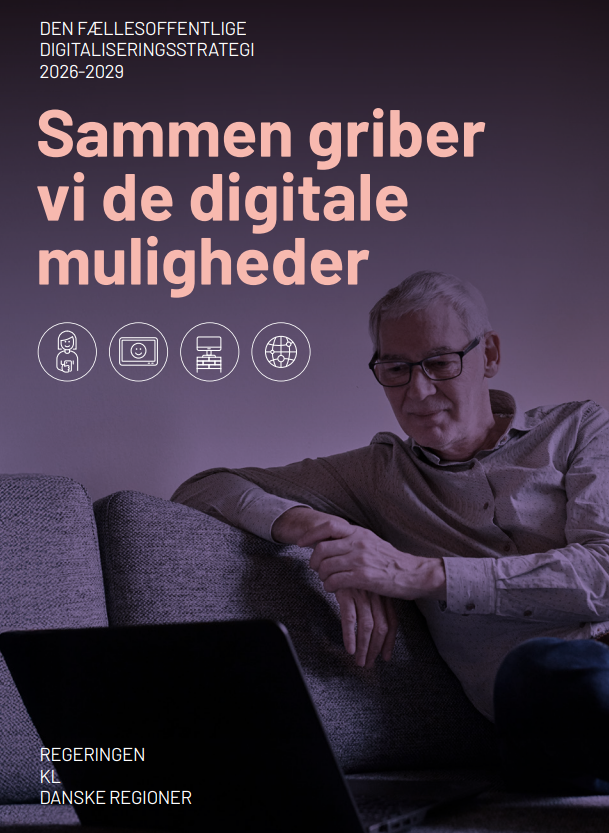 DEN FÆLLESOFFENTLIGE
DIGITALISERINGSSTRATEGI
2026-2029
Sammen griber
vi de digitale
muligheder
REGERINGEN
KL
DANSKE REGIONER